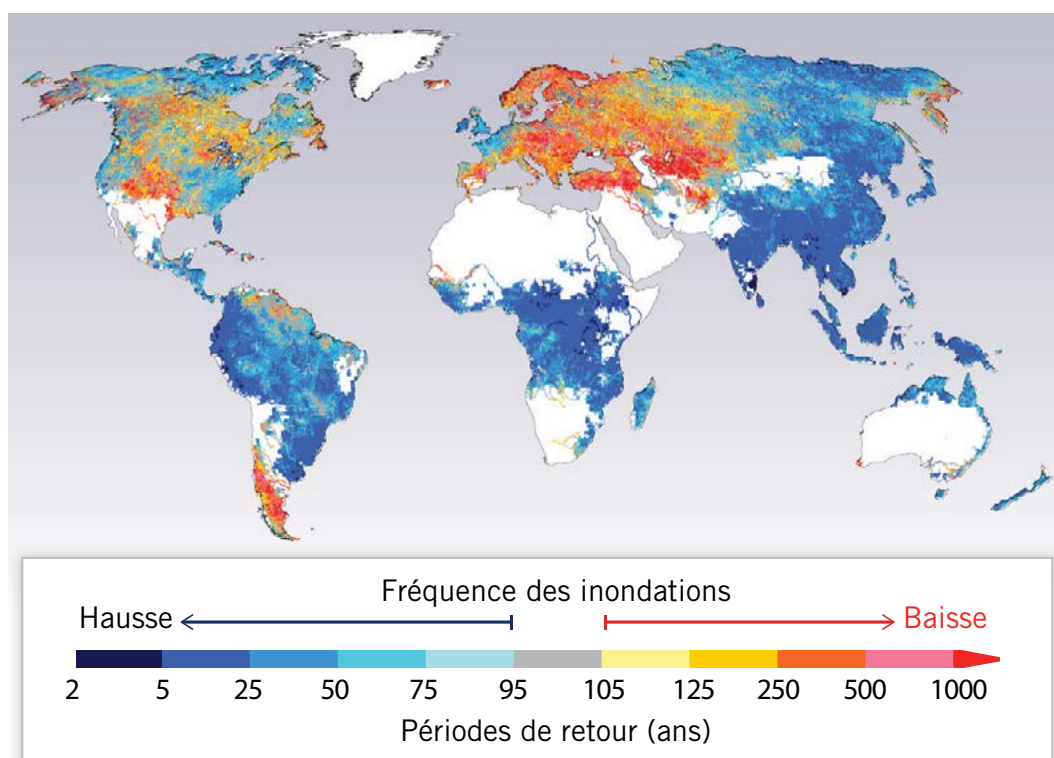 Fréquence des inondations
Hausse Baisse
2 5 25 50 75 95 105 125 250 500 1000
Périodes de retour (ans)